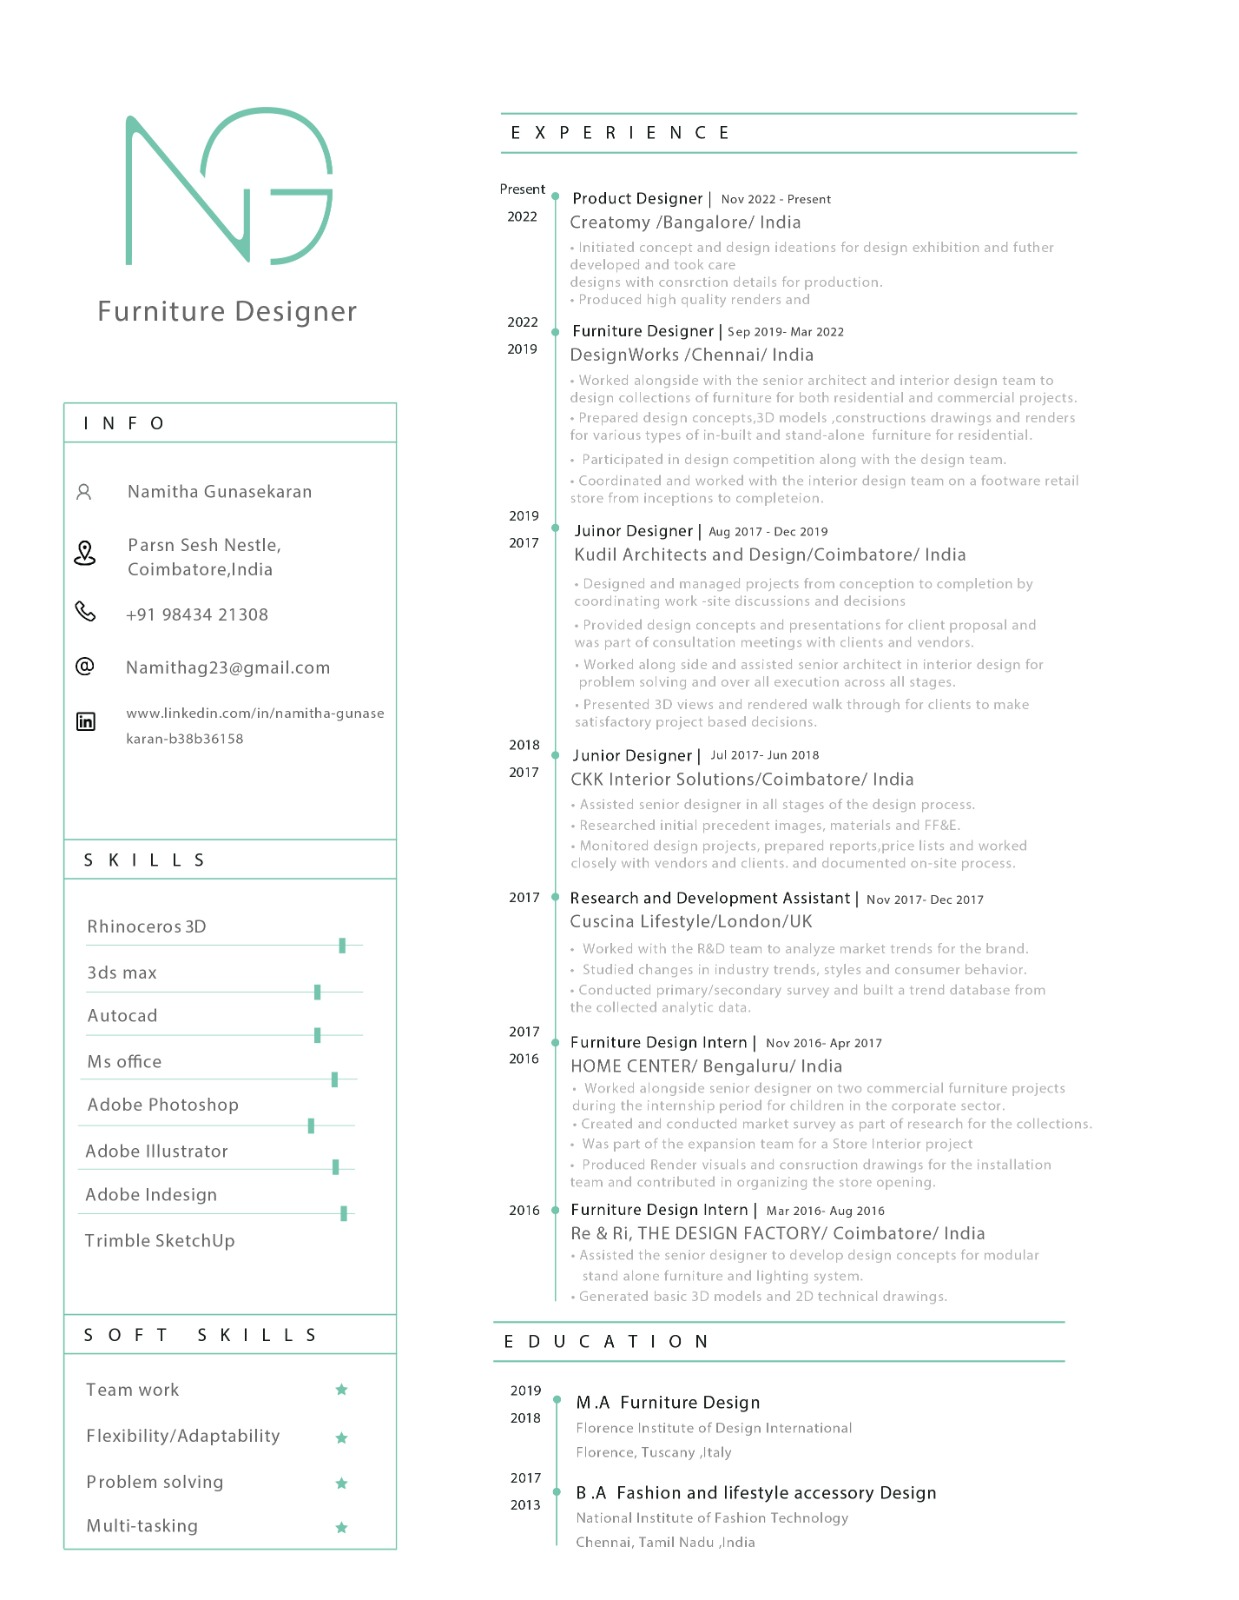 NG
Furniture Designer
INFO
Namitha Gunasekaran
Parsn Sesh Nestle,
Coimbatore,India
+91 98434 21308
Namithag23@gmail.com
www.linkedin.com/in/namitha-gunase
karan-b38b36158
SKILLS
Rhinoceros 3D
3ds max
Autocad
Ms office
Adobe Photoshop
Adobe Illustrator
Adobe Indesign
Trimble SketchUp
SOFT SKILLS
Team work
Flexibility/Adaptability
Problem solving
Multi-tasking
EXPERIENCE
Present
2022
Product Designer | Nov 2022 - Present
Creatomy /Bangalore/ India
• Initiated concept and design ideations for design exhibition and futher
developed and took care
designs with consrction details for production.
• Produced high quality renders and
2022
2019
Furniture Designer | Sep 2019- Mar 2022
DesignWorks /Chennai/ India
• Worked alongside with the senior architect and interior design team to
design collections of furniture for both residential and commercial projects.
• Prepared design concepts,3D models ,constructions drawings and renders
for various types of in-built and stand-alone furniture for residential.
• Participated in design competition along with the design team.
• Coordinated and worked with the interior design team on a footware retail
store from inceptions to completeion.
2019
2017
Juinor Designer | Aug 2017 - Dec 2019
Kudil Architects and Design/Coimbatore/ India
• Designed and managed projects from conception to completion by
coordinating work -site discussions and decisions
• Provided design concepts and presentations for client proposal and
was part of consultation meetings with clients and vendors.
• Worked along side and assisted senior architect in interior design for
problem solving and over all execution across all stages.
• Presented 3D views and rendered walk through for clients to make
satisfactory project based decisions.
2018
2017
Junior Designer | Jul 2017- Jun 2018
CKK Interior Solutions/Coimbatore/ India
• Assisted senior designer in all stages of the design process.
• Researched initial precedent images, materials and FF&E.
• Monitored design projects, prepared reports,price lists and worked
closely with vendors and clients. and documented on-site process.
2017
Research and Development Assistant | Nov 2017- Dec 2017
Cuscina Lifestyle/London/UK
• Worked with the R&D team to analyze market trends for the brand.
• Studied changes in industry trends, styles and consumer behavior.
• Conducted primary/secondary survey and built a trend database from
the collected analytic data.
2017
2016
Furniture Design Intern | Nov 2016- Apr 2017
HOME CENTER/ Bengaluru/ India
• Worked alongside senior designer on two commercial furniture projects
during the internship period for children in the corporate sector.
• Created and conducted market survey as part of research for the collections.
• Was part of the expansion team for a Store Interior project
• Produced Render visuals and consruction drawings for the installation
team and contributed in organizing the store opening.
2016
Furniture Design Intern | Mar 2016- Aug 2016
Re & Ri, THE DESIGN FACTORY/ Coimbatore/ India
• Assisted the senior designer to develop design concepts for modular
stand alone furniture and lighting system.
• Generated basic 3D models and 2D technical drawings.
EDUCATION
2019
2018
M.A Furniture Design
Florence Institute of Design International
Florence, Tuscany ,Italy
2017
2013
B.A Fashion and lifestyle accessory Design
National Institute of Fashion Technology
Chennai, Tamil Nadu ,India